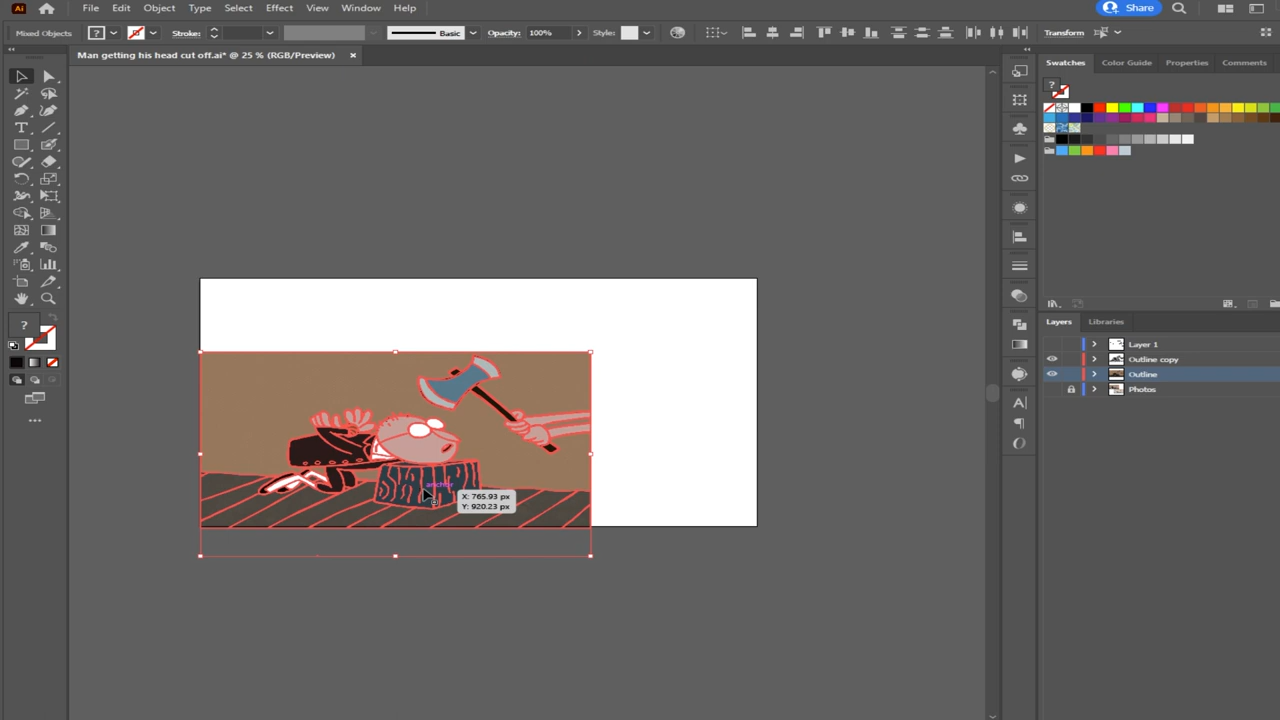 Ai File Edit Object Type Select Effect View Window Help Share
Mixed Objects ? Stroke: Basic Opacity: 100% Style: Transform
Man getting his head cut off.ai* @ 25 % (RGB/Preview) ×
Swatches Color Guide Properties Comments
?
Layers Libraries
Layer 1
Outline copy
Outline
Photos
anchor
X: 765.93 px
Y: 920.23 px
?